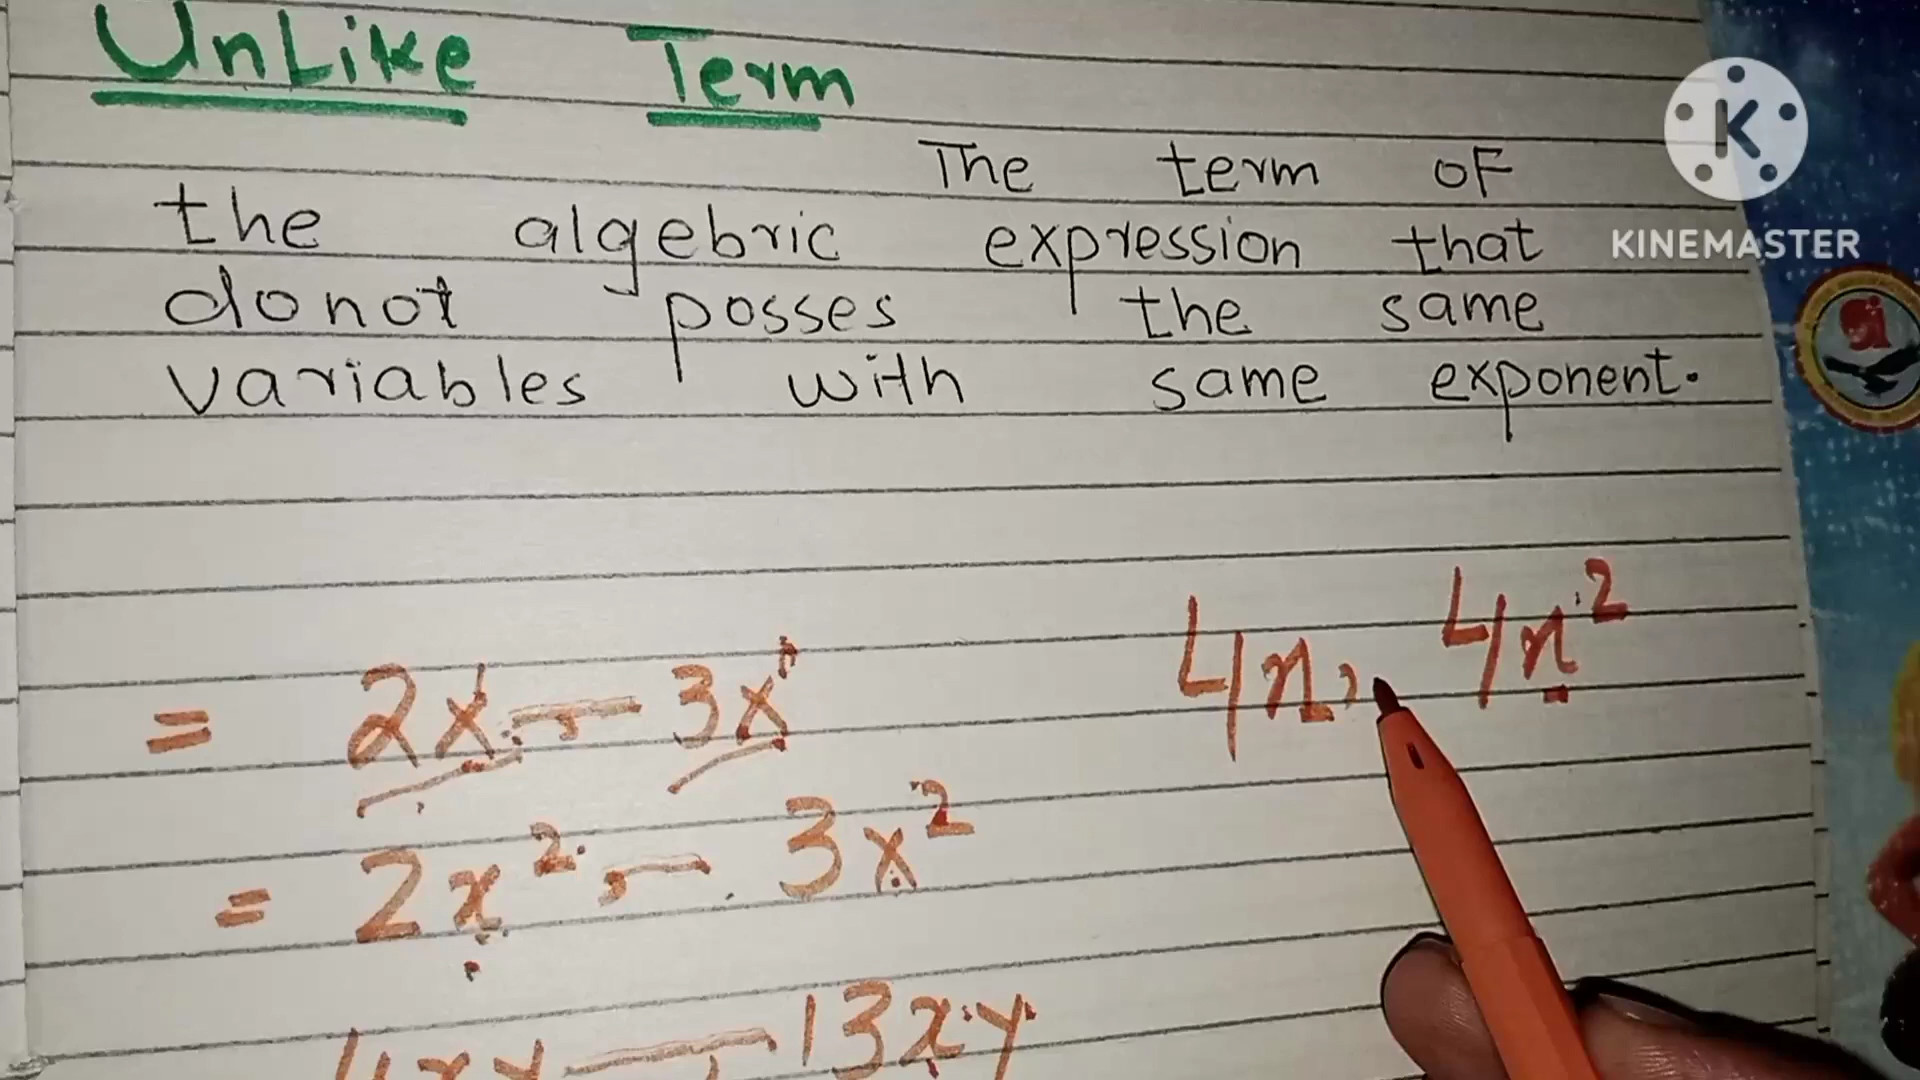 UnLike Term
The term of
the algebric expression that
donot posses the same
variables with same exponent.
4x, 4x²
= 2x, - 3x
= 2x², - 3x²
4xy, - 13xy
K
KINEMASTER